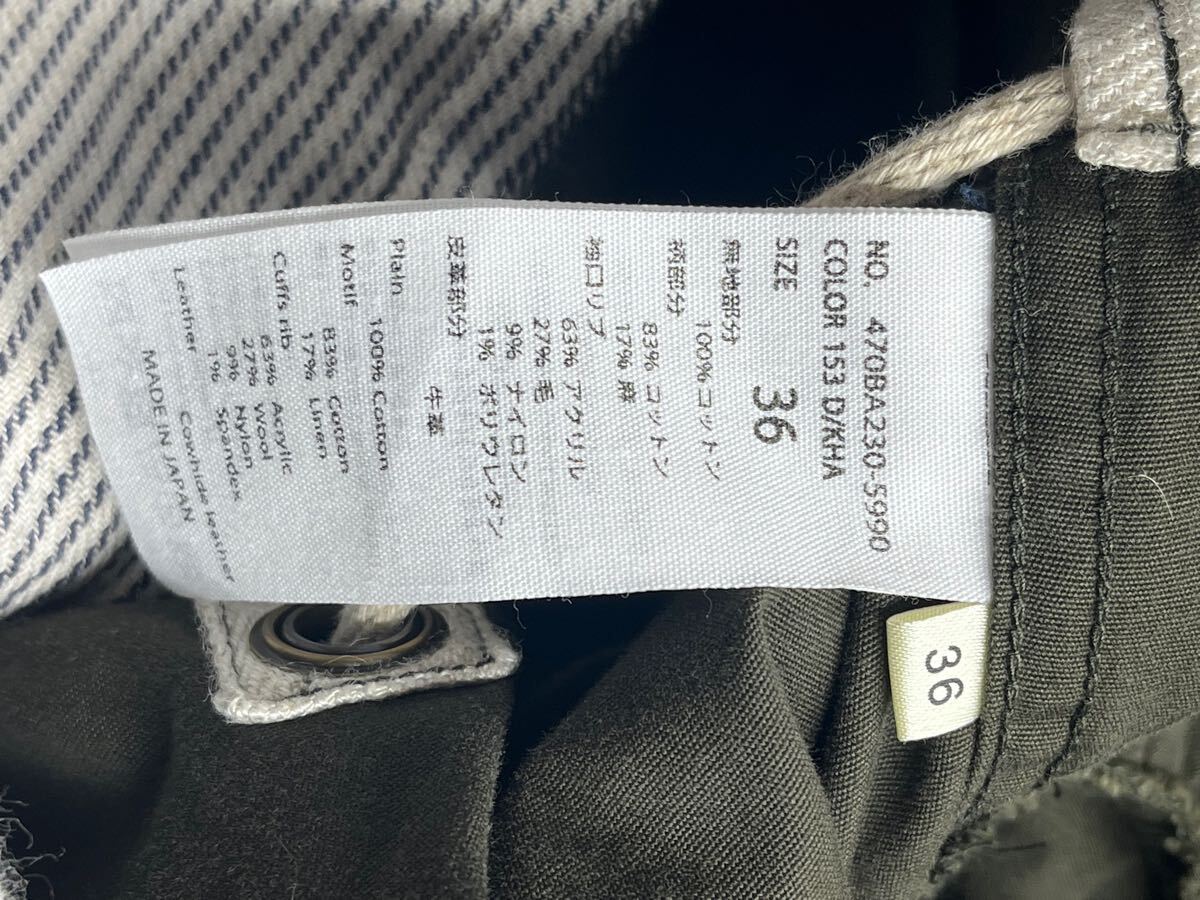 NO. 470BA230-5990
COLOR 153 D/KHA
SIZE 36
無地部分
100% コットン
柄部分
83% コットン
17% 麻
袖口リブ
63% アクリル
27% 毛
9% ナイロン
1% ポリウレタン
皮革部分
牛革
Plain
100% Cotton
Motif
83% Cotton
17% Linen
Cuffs rib
63% Acrylic
27% Wool
9% Nylon
1% Spandex
Leather
Cowhide leather
MADE IN JAPAN
36